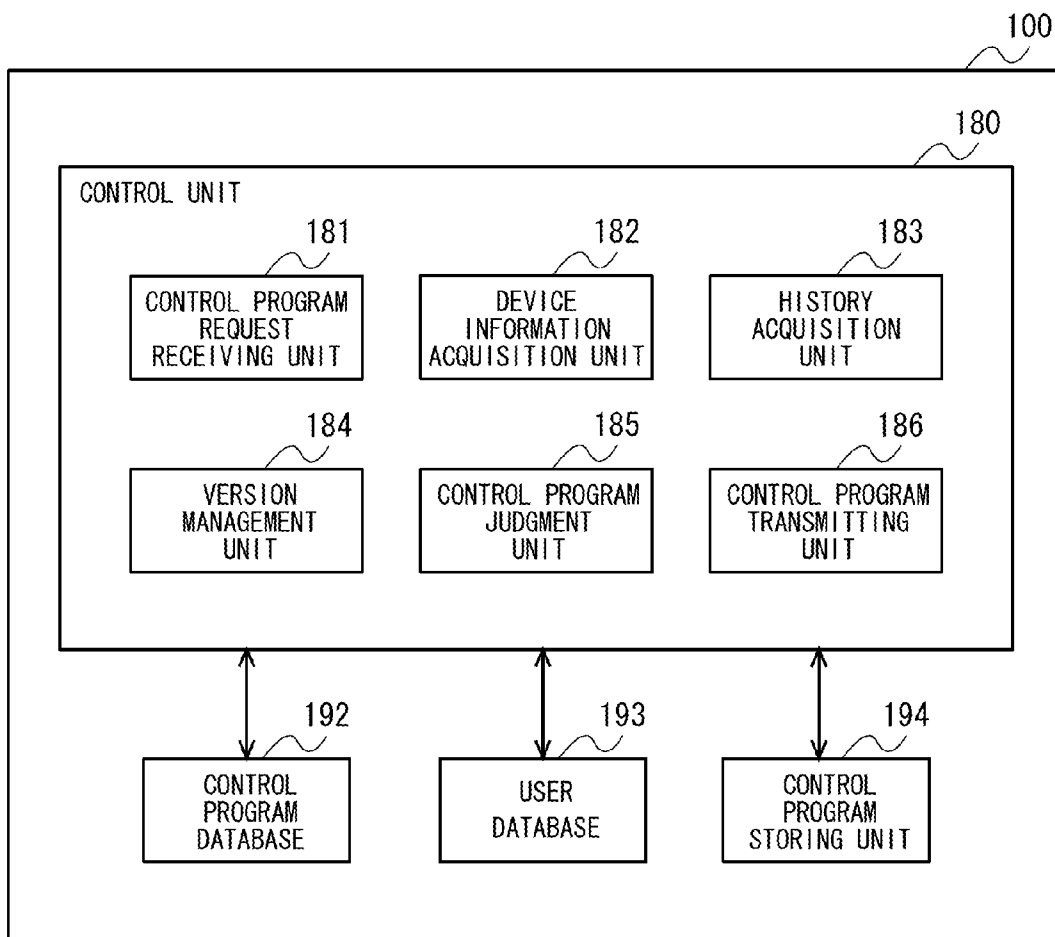 100
180
CONTROL UNIT
181
CONTROL PROGRAM
REQUEST
RECEIVING UNIT
182
DEVICE
INFORMATION
ACQUISITION UNIT
183
HISTORY
ACQUISITION
UNIT
184
VERSION
MANAGEMENT
UNIT
185
CONTROL PROGRAM
JUDGMENT
UNIT
186
CONTROL PROGRAM
TRANSMITTING
UNIT
192
CONTROL
PROGRAM
DATABASE
193
USER
DATABASE
194
CONTROL
PROGRAM
STORING UNIT